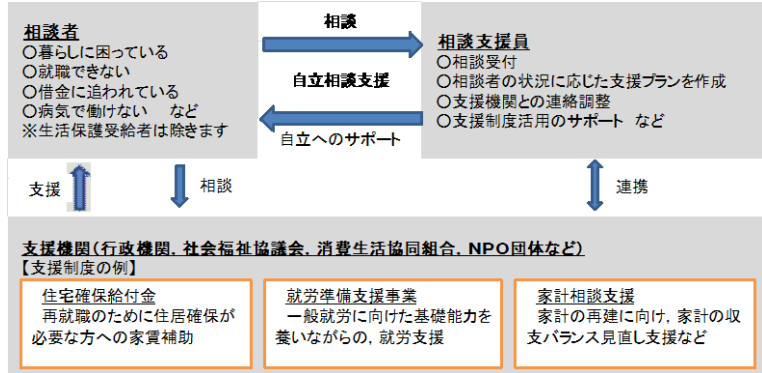 相談者
○暮らしに困っている
○就職できない
○借金に追われている
○病気で働けない など
※生活保護受給者は除きます
相談
自立相談支援
自立へのサポート
相談支援員
○相談受付
○相談者の状況に応じた支援プランを作成
○支援機関との連絡調整
○支援制度活用のサポート など
支援
相談
連携
支援機関(行政機関，社会福祉協議会，消費生活協同組合，NPO団体など)
【支援制度の例】
住宅確保給付金
再就職のために住居確保が
必要な方への家賃補助
就労準備支援事業
一般就労に向けた基礎能力を
養いながらの，就労支援
家計相談支援
家計の再建に向け，家計の収
支バランス見直し支援など